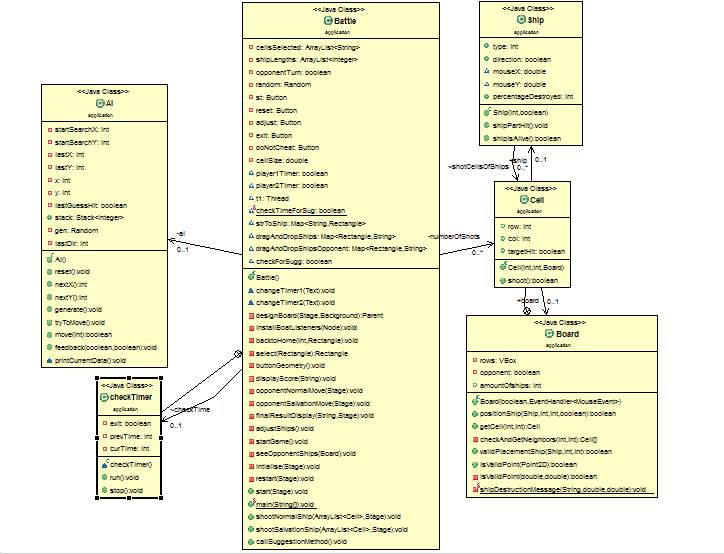 <<Java Class>>
Battle
application
cellsSelected: ArrayList<String>
shipLengths: ArrayList<Integer>
opponentTurn: boolean
random: Random
st: Button
reset: Button
adjust: Button
exit: Button
doNotCheat: Button
cellSize: double
player1Timer: boolean
player2Timer: boolean
t1: Thread
checkTimeForSug: boolean
strToShip: Map<String,Rectangle>
dragAndDropShips: Map<Rectangle,String>
dragAndDropShipsOpponent: Map<Rectangle,String>
checkForSugg: boolean
Battle()
changeTimer1(Text):void
changeTimer2(Text):void
designBoard(Stage,Background):Parent
installBoatListeners(Node):void
backtoHome(int,Rectangle):void
select(Rectangle):Rectangle
buttonGeometry():void
displayScore(String):void
opponentNormalMove(Stage):void
opponentSalvationMove(Stage):void
finalResultDisplay(String,Stage):void
adjustShips():void
startGame():void
seeOpponentShips(Board):void
intialise(Stage):void
restart(Stage):void
start(Stage):void
main(String[]):void
shootNormalShip(ArrayList<Cell>,Stage):void
shootSalvationShip(ArrayList<Cell>,Stage):void
callSuggestionMethod():void
<<Java Class>>
Ship
application
type: int
direction: boolean
mouseX: double
mouseY: double
percentageDestroyed: int
Ship(int,boolean)
shipPartHit():void
shipIsAlive():boolean
<<Java Class>>
AI
application
startSearchX: int
startSearchY: int
lastX: int
lastY: int
x: int
y: int
lastGuessHit: boolean
stack: Stack<Integer>
gen: Random
lastDir: int
AI()
reset():void
nextX():int
nextY():int
generate():void
tryToMove():void
move(int):boolean
feedback(boolean,boolean):void
printCurrentData():void
-ai
0..1
~shotCellsOfShips
+ship
0..*
0..1
<<Java Class>>
Cell
application
row: int
col: int
targetHit: boolean
Cell(int,int,Board)
shoot():boolean
-numberOfShots
0..*
+board
0..1
<<Java Class>>
Board
application
rows: VBox
opponent: boolean
amountOfships: int
Board(boolean,EventHandler<MouseEvent>)
positionShip(Ship,int,int,boolean):boolean
getCell(int,int):Cell
checkAndGetNeighbors(int,int):Cell[]
validPlacementShip(Ship,int,int):boolean
isValidPoint(Point2D):boolean
isValidPoint(double,double):boolean
shipDestructionMessage(String,double,double):void
<<Java Class>>
checkTimer
application
exit: boolean
prevTime: int
curTime: int
checkTimer()
run():void
stop():void
~checkTime
0..1